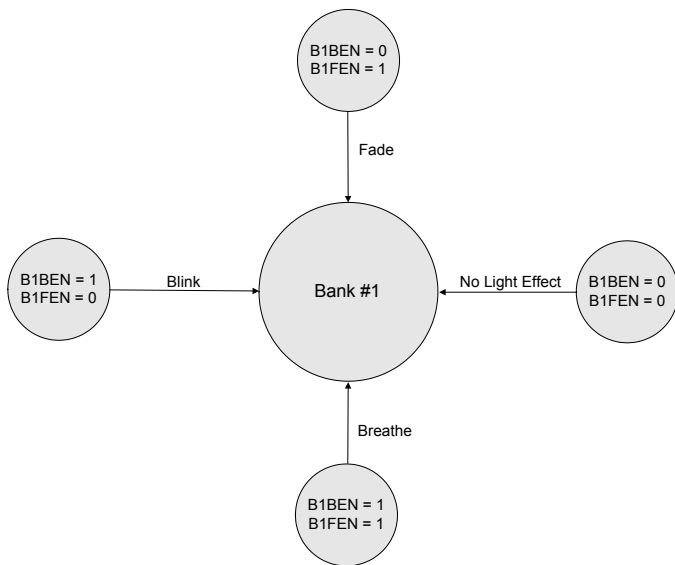 B1BEN = 0
B1FEN = 1
Fade
B1BEN = 1
B1FEN = 0
Blink
Bank #1
No Light Effect
B1BEN = 0
B1FEN = 0
Breathe
B1BEN = 1
B1FEN = 1